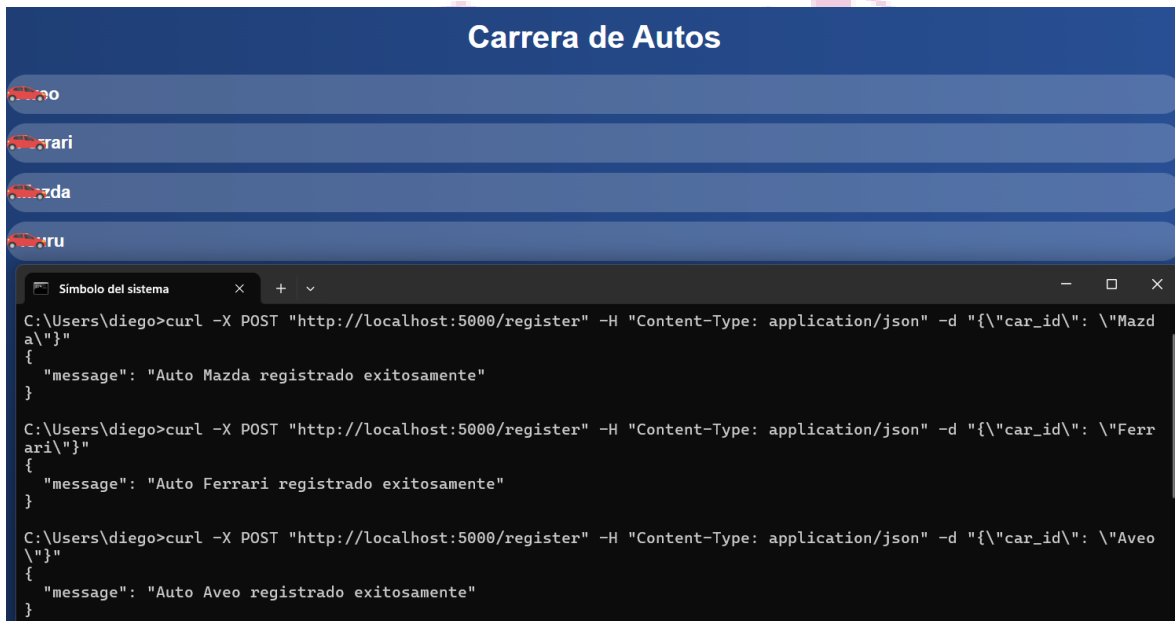 Carrera de Autos
rari
zda
uru
Símbolo del sistema
C:\Users\diego>curl -X POST "http://localhost:5000/register" -H "Content-Type: application/json" -d "{\"car_id\": \"Mazd
a\"}"
{
"message": "Auto Mazda registrado exitosamente"
}
C:\Users\diego>curl -X POST "http://localhost:5000/register" -H "Content-Type: application/json" -d "{\"car_id\": \"Ferr
ari\"}"
{
"message": "Auto Ferrari registrado exitosamente"
}
C:\Users\diego>curl -X POST "http://localhost:5000/register" -H "Content-Type: application/json" -d "{\"car_id\": \"Aveo
\"}"
{
"message": "Auto Aveo registrado exitosamente"
}